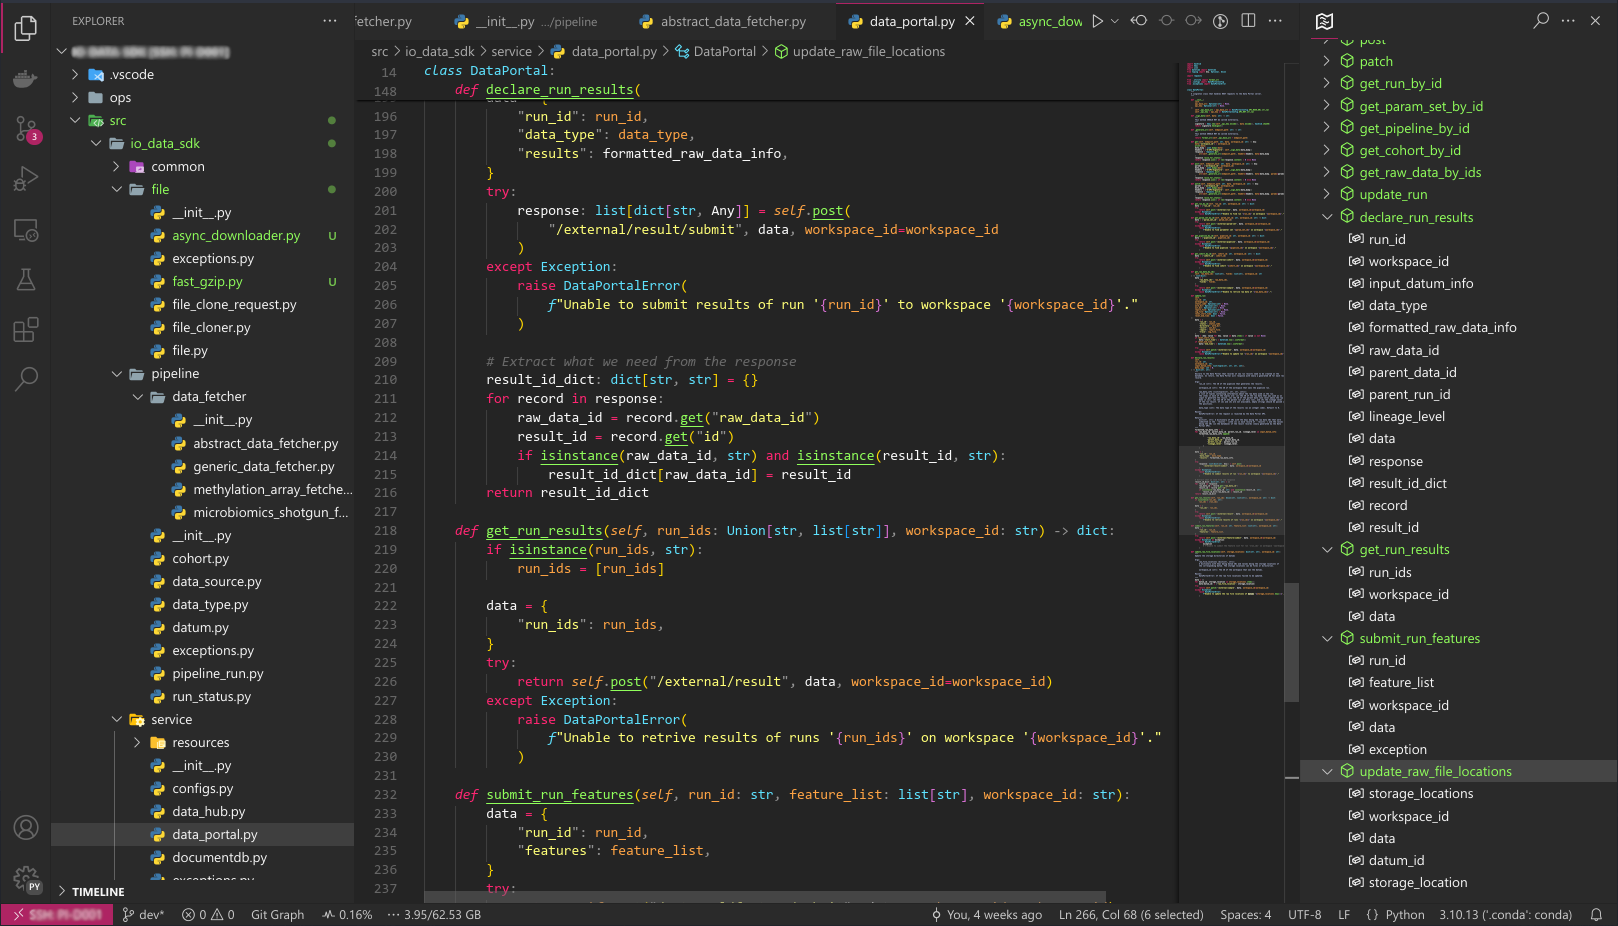 EXPLORER
.vscode
ops
src
io_data_sdk
common
file
__init__.py
async_downloader.py U
exceptions.py
fast_gzip.py U
file_clone_request.py
file_cloner.py
file.py
pipeline
data_fetcher
__init__.py
abstract_data_fetcher.py
generic_data_fetcher.py
methylation_array_fetche...
microbiomics_shotgun_f...
__init__.py
cohort.py
data_source.py
data_type.py
datum.py
exceptions.py
pipeline_run.py
run_status.py
service
resources
__init__.py
configs.py
data_hub.py
data_portal.py
documentdb.py
exceptions.py
TIMELINE
3
PY
fetcher.py __init__.py .../pipeline abstract_data_fetcher.py data_portal.py async_dow
src > io_data_sdk > service > data_portal.py > DataPortal > update_raw_file_locations
14 class DataPortal:
148 def declare_run_results(
196 "run_id": run_id,
197 "data_type": data_type,
198 "results": formatted_raw_data_info,
199 }
200 try:
201 response: list[dict[str, Any]] = self.post(
202 "/external/result/submit", data, workspace_id=workspace_id
203 )
204 except Exception:
205 raise DataPortalError(
206 f"Unable to submit results of run '{run_id}' to workspace '{workspace_id}'."
207 )
208
209 # Extract what we need from the response
210 result_id_dict: dict[str, str] = {}
211 for record in response:
212 raw_data_id = record.get("raw_data_id")
213 result_id = record.get("id")
214 if isinstance(raw_data_id, str) and isinstance(result_id, str):
215 result_id_dict[raw_data_id] = result_id
216 return result_id_dict
217
218 def get_run_results(self, run_ids: Union[str, list[str]], workspace_id: str) -> dict:
219 if isinstance(run_ids, str):
220 run_ids = [run_ids]
221
222 data = {
223 "run_ids": run_ids,
224 }
225 try:
226 return self.post("/external/result", data, workspace_id=workspace_id)
227 except Exception:
228 raise DataPortalError(
229 f"Unable to retrive results of runs '{run_ids}' on workspace '{workspace_id}'."
230 )
231
232 def submit_run_features(self, run_id: str, feature_list: list[str], workspace_id: str):
233 data = {
234 "run_id": run_id,
235 "features": feature_list,
236 }
237 try:
post
patch
get_run_by_id
get_param_set_by_id
get_pipeline_by_id
get_cohort_by_id
get_raw_data_by_ids
update_run
declare_run_results
run_id
workspace_id
input_datum_info
data_type
formatted_raw_data_info
raw_data_id
parent_data_id
parent_run_id
lineage_level
data
response
result_id_dict
record
result_id
get_run_results
run_ids
workspace_id
data
submit_run_features
run_id
feature_list
workspace_id
data
exception
update_raw_file_locations
storage_locations
workspace_id
data
datum_id
storage_location
dev* 0 0 Git Graph 0.16% 3.95/62.53 GB You, 4 weeks ago Ln 266, Col 68 (6 selected) Spaces: 4 UTF-8 LF {} Python 3.10.13 ('.conda': conda)